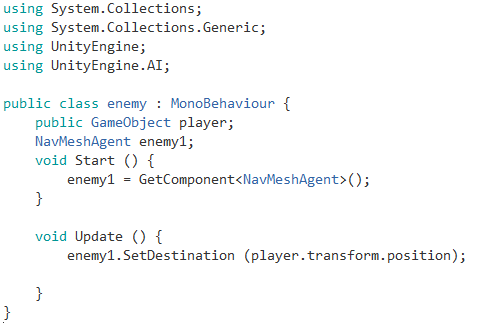 using System.Collections;
using System.Collections.Generic;
using UnityEngine;
using UnityEngine.AI;

public class enemy : MonoBehaviour {
    public GameObject player;
    NavMeshAgent enemy1;
    void Start () {
        enemy1 = GetComponent<NavMeshAgent>();
    }

    void Update () {
        enemy1.SetDestination (player.transform.position);

    }
}